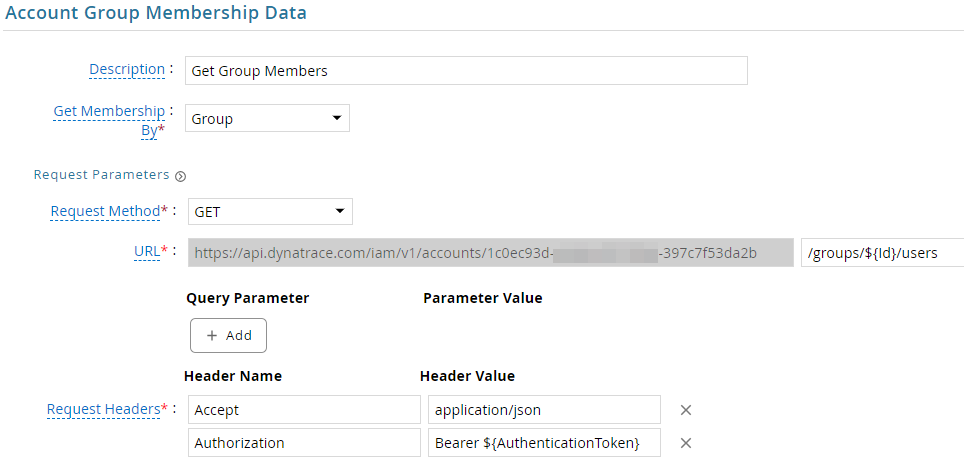 Account Group Membership Data
Description :
Get Group Members
Get Membership :
By*
Group
Request Parameters
Request Method* :
GET
URL* :
https://api.dynatrace.com/iam/v1/accounts/1c0ec93d- -397c7f53da2b
/groups/${Id}/users
Query Parameter Parameter Value
+ Add
Header Name Header Value
Request Headers* :
Accept application/json
Authorization Bearer ${AuthenticationToken}